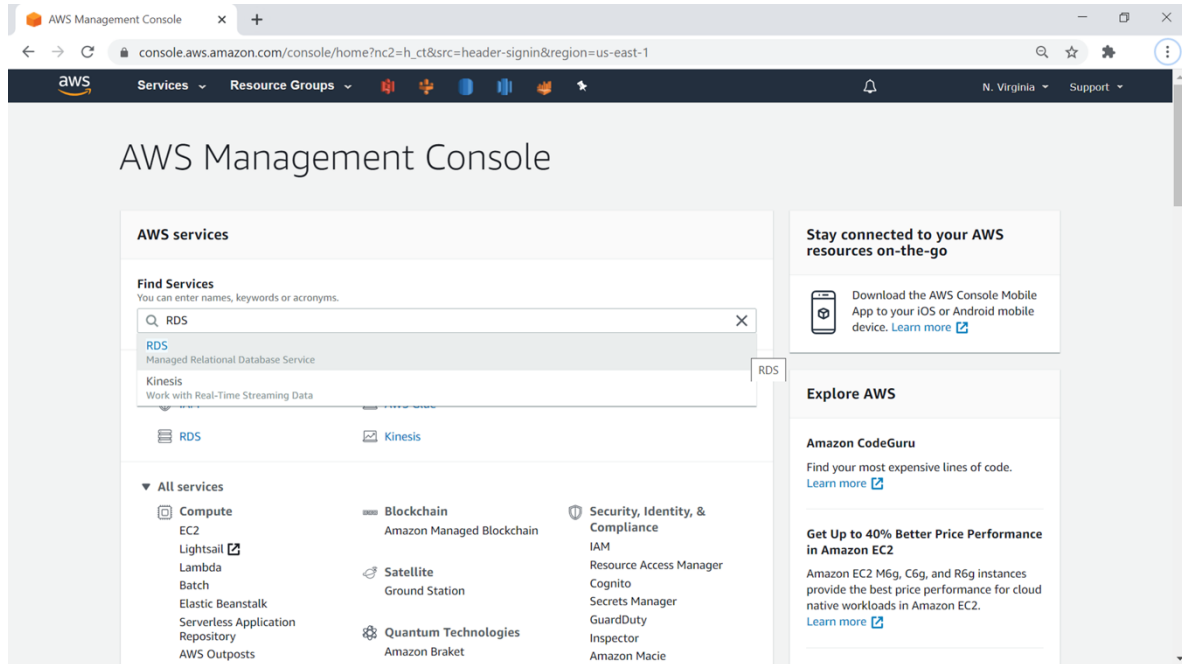 AWS Management Console
console.aws.amazon.com/console/home?nc2=h_ct&src=header-signin&region=us-east-1
aws
Services
Resource Groups
N. Virginia
Support
AWS Management Console
AWS services
Find Services
You can enter names, keywords or acronyms.
RDS
RDS
Managed Relational Database Service
Kinesis
Work with Real-Time Streaming Data
RDS
RDS
Kinesis
All services
Compute
EC2
Lightsail
Lambda
Batch
Elastic Beanstalk
Serverless Application
Repository
AWS Outposts
Blockchain
Amazon Managed Blockchain
Satellite
Ground Station
Quantum Technologies
Amazon Braket
Security, Identity, &
Compliance
IAM
Resource Access Manager
Cognito
Secrets Manager
GuardDuty
Inspector
Amazon Macie
Stay connected to your AWS
resources on-the-go
Download the AWS Console Mobile
App to your iOS or Android mobile
device. Learn more
Explore AWS
Amazon CodeGuru
Find your most expensive lines of code.
Learn more
Get Up to 40% Better Price Performance
in Amazon EC2
Amazon EC2 M6g, C6g, and R6g instances
provide the best price performance for cloud
native workloads in Amazon EC2.
Learn more